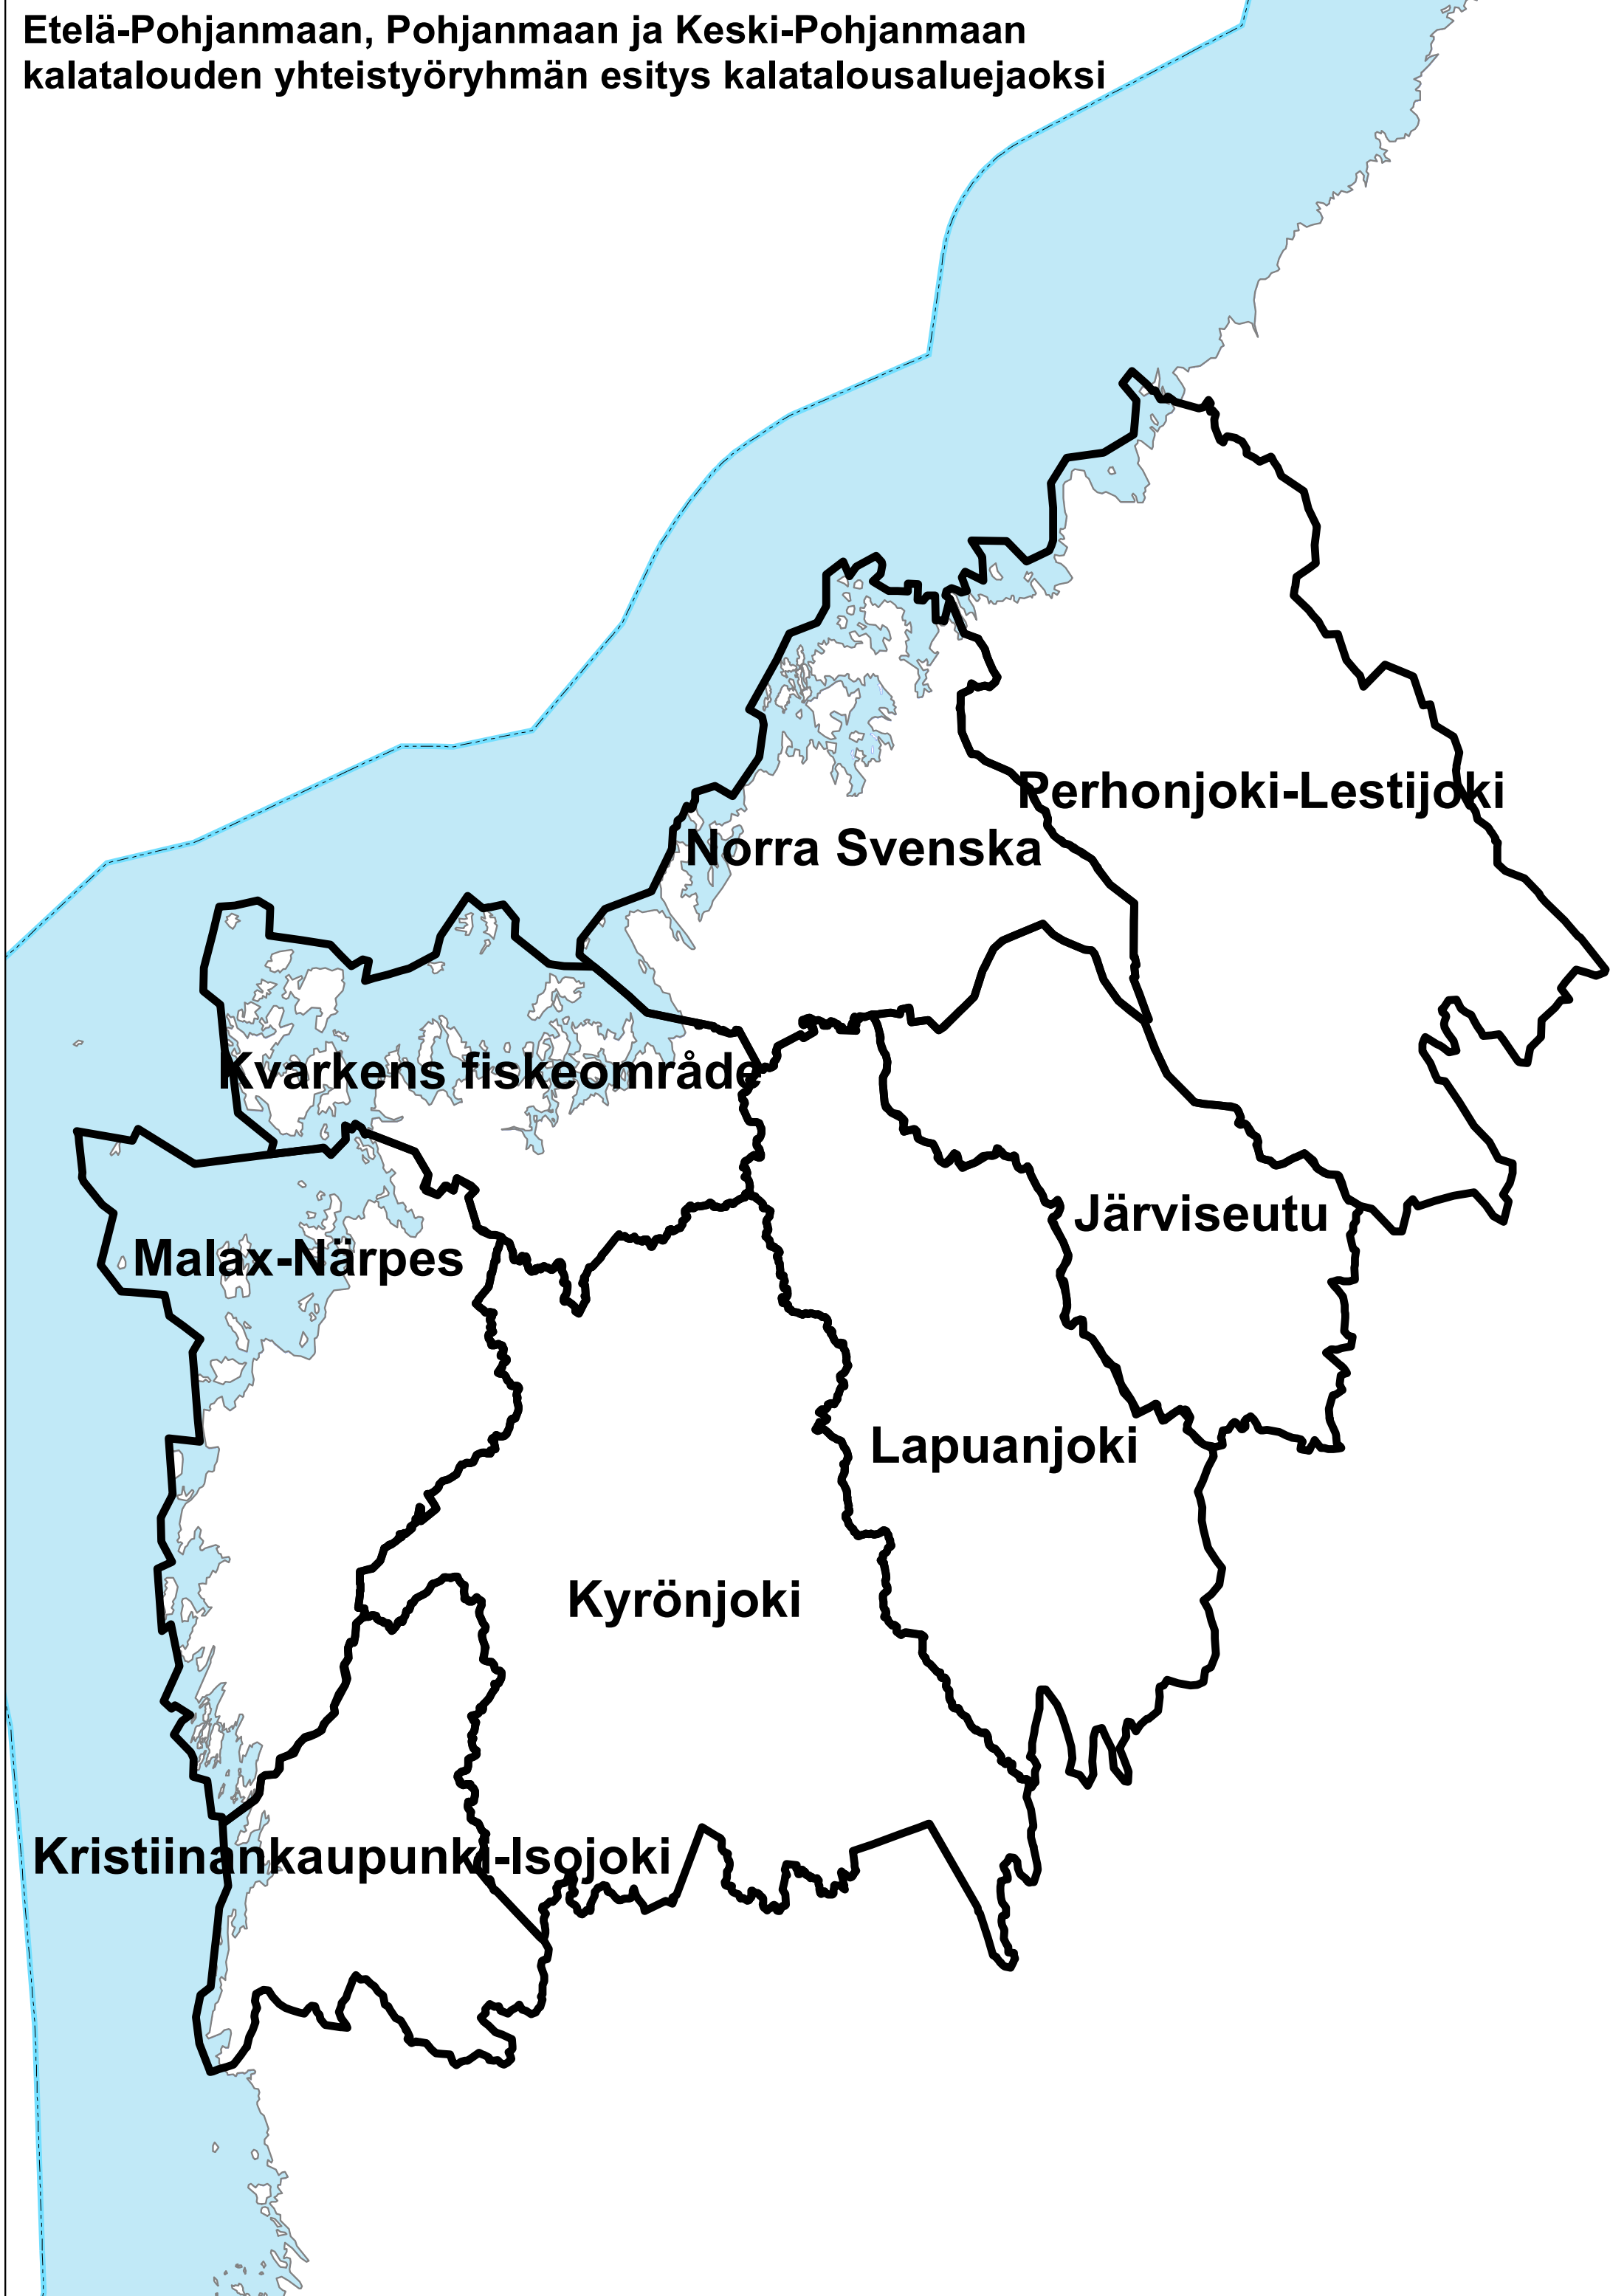 Etelä-Pohjanmaan, Pohjanmaan ja Keski-Pohjanmaan
kalatalouden yhteistyöryhmän esitys kalatalousaluejaoksi
Perhonjoki-Lestijoki
Norra Svenska
Kvarkens fiskeområde
Järviseutu
Malax-Närpes
Lapuanjoki
Kyrönjoki
Kristiinankaupunki-Isojoki